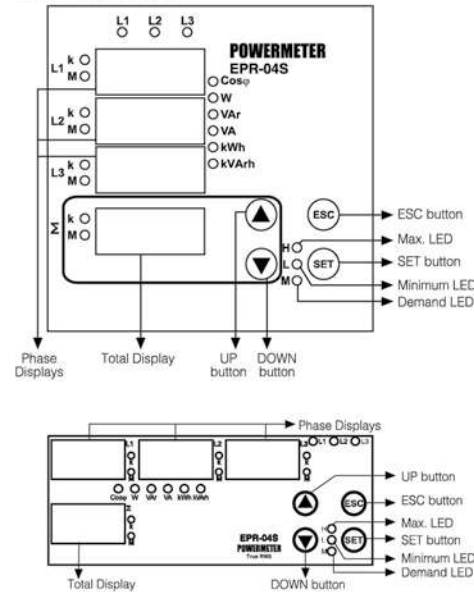 L1 L2 L3
POWERMETER
EPR-04S
L1 k
M
Cosφ
W
L2 k
M
VAr
VA
kWh
L3 k
M
kVArh
Σ k
M
ESC
SET
H
L
M
ESC button
Max. LED
SET button
Minimum LED
Demand LED
Phase
Displays
Total Display
UP
button
DOWN
button
Phase Displays
L1 L2 L3
L1 k M
L2 k M
L3 k M
Cosφ W VAr VA kWh kVArh
Σ k M
UP button
ESC
ESC button
Max. LED
H
L
M
SET
SET button
EPR-04S
POWERMETER
True RMS
Minimum LED
Demand LED
Total Display
DOWN button